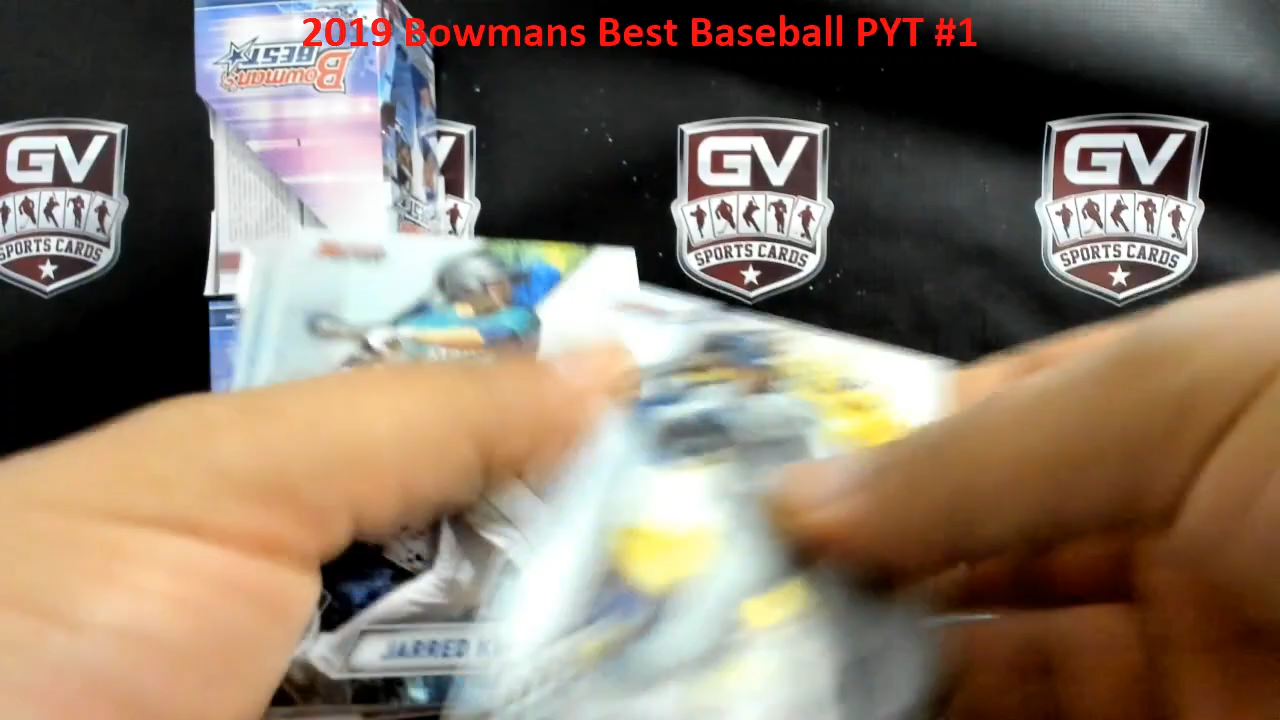 2019 Bowmans Best Baseball PYT #1
Bowman's
BEST
GV
SPORTS CARDS
GV
SPORTS CARDS
GV
SPORTS CARDS
JARRED